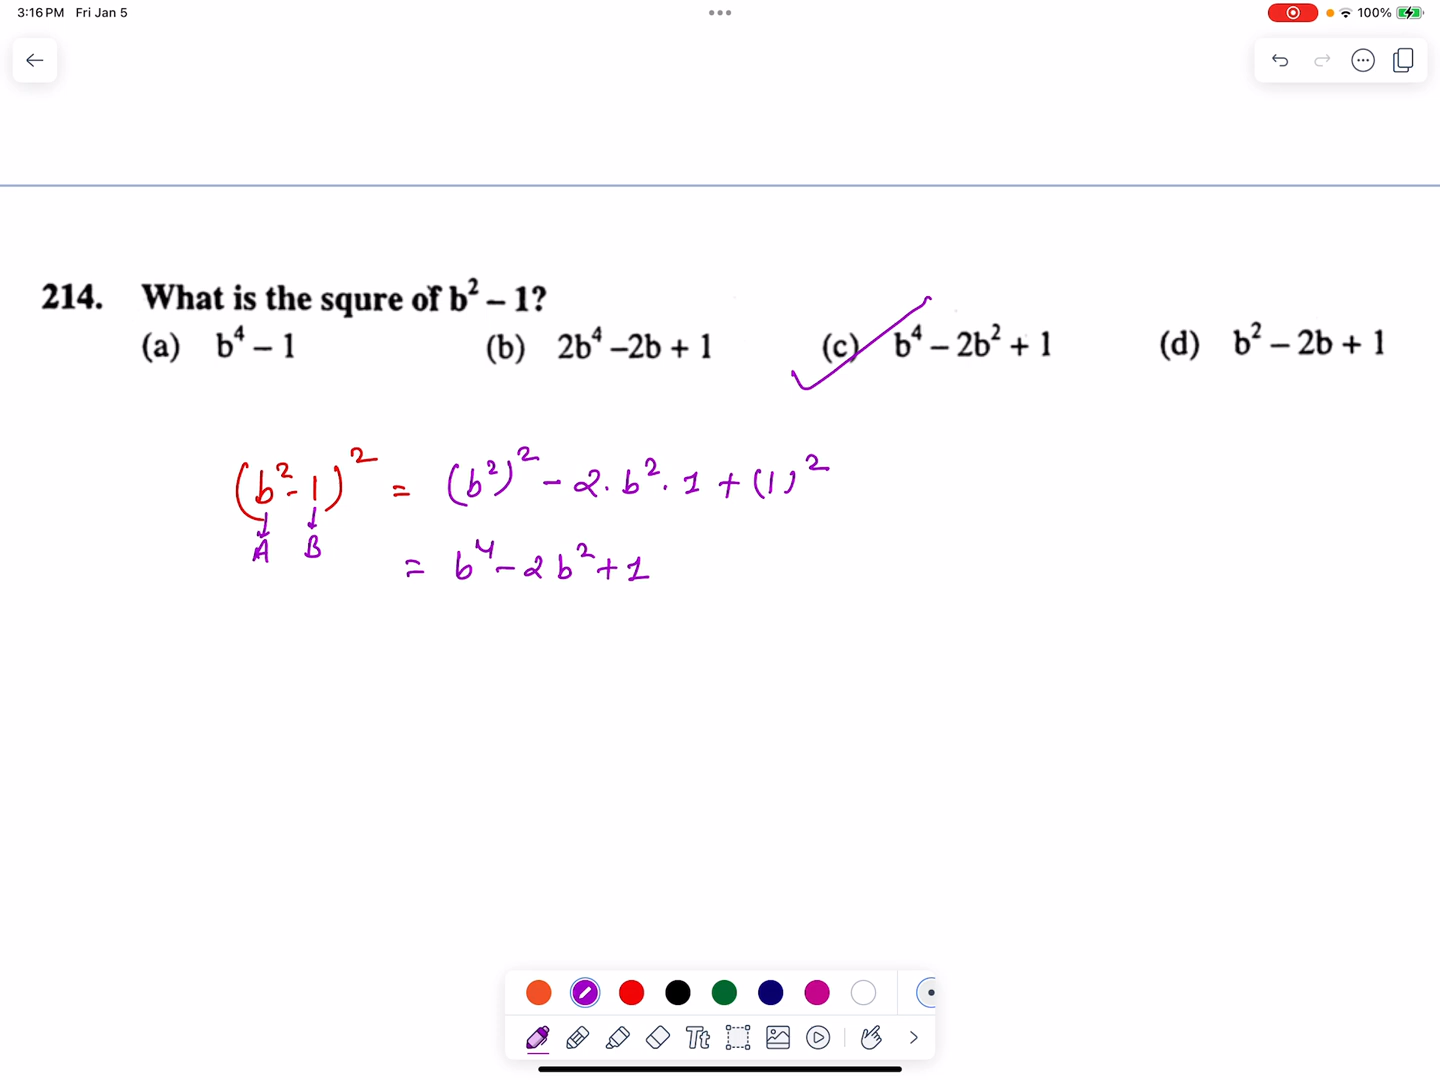 3:16 PM Fri Jan 5
100%
214. What is the squre of b² – 1?
(a) b⁴ – 1 (b) 2b⁴ –2b + 1 (c) b⁴ – 2b² + 1 (d) b² – 2b + 1
(b² - 1)² = (b²)² - 2 · b² · 1 + (1)²
A B
= b⁴ - 2b² + 1
Tt